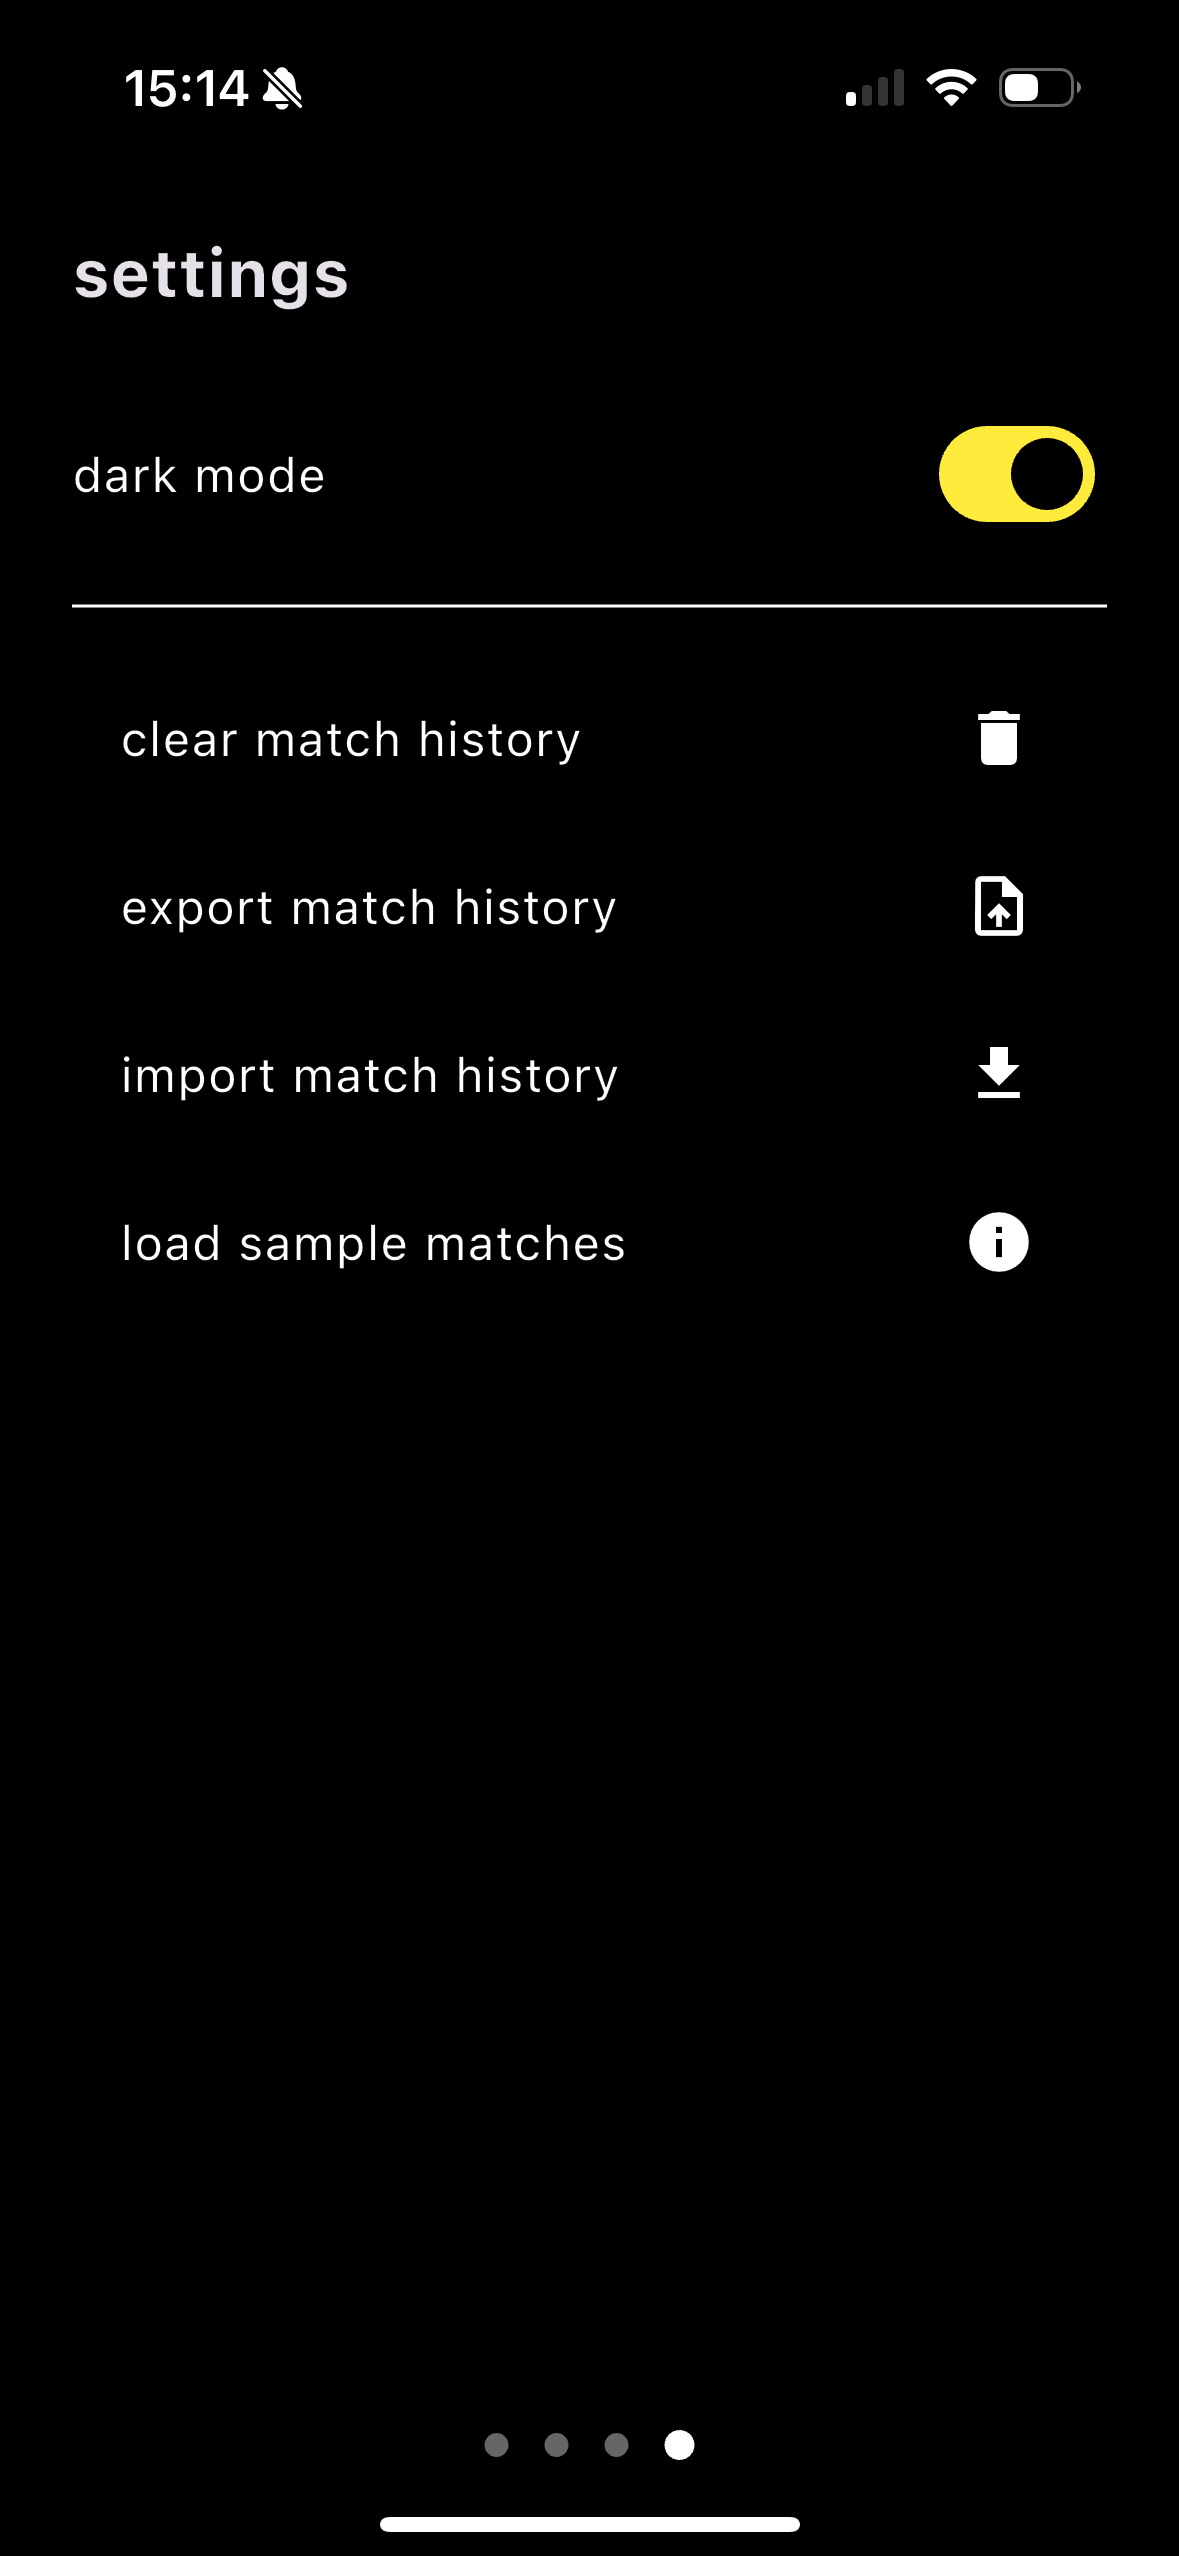 15:14
settings
dark mode
clear match history
export match history
import match history
load sample matches